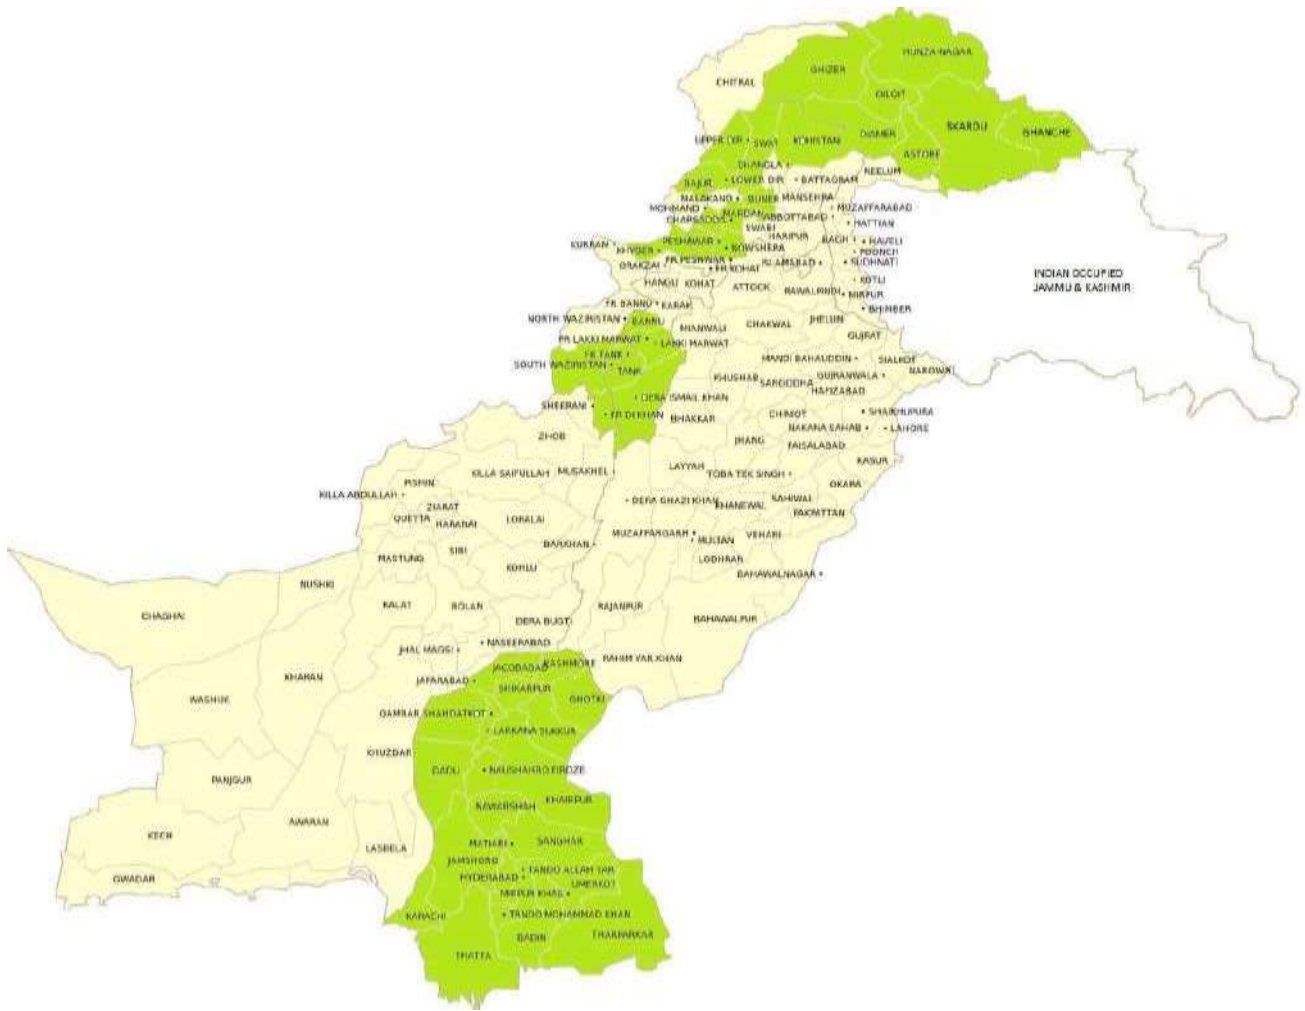 HUNZA-NAGAR
GHIZER
CHITRAL
GILGIT
SKARDU
GHANCHE
UPPER DIR
SWAT
KOHISTAN
DIAMER
ASTORE
SHANGLA
NEELUM
BAJUR
LOWER DIR
BATTAGRAM
MALAKAND
BUNER
MANSEHRA
MOHMAND
MARDAN
ABBOTTABAD
MUZAFFARABAD
CHARSADDA
SWABI
HATTIAN
HARIPUR
KURRAM
KHYBER
PESHAWAR
NOWSHERA
BAGH
HAVELI
POONCH
ORAKZAI
FR PESHWAR
FR KOHAT
ISLAMABAD
SUDHNATI
INDIAN OCCUPIED
JAMMU & KASHMIR
HANGU
KOHAT
ATTOCK
RAWALPINDI
KOTLI
MIRPUR
FR BANNU
KARAK
BHIMBER
NORTH WAZIRISTAN
BANNU
MIANWALI
CHAKWAL
JHELUM
GUJRAT
FR LAKKI MARWAT
LAKKI MARWAT
FR TANK
MANDI BAHAUDDIN
SIALKOT
SOUTH WAZIRISTAN
TANK
KHUSHAB
SARGODHA
GUJRANWALA
NAROWAL
HAFIZABAD
SHEERANI
DERA ISMAIL KHAN
FR DI KHAN
BHAKKAR
CHINIOT
SHAIKHUPURA
NAKANA SAHAB
LAHORE
ZHOB
JHANG
FAISALABAD
KILLA SAIFULLAH
MUSAKHEL
LAYYAH
TOBA TEK SINGH
KASUR
PISHIN
OKARA
KILLA ABDULLAH
ZIARAT
DERA GHAZI KHAN
KHANEWAL
SAHIWAL
PAKPATTAN
QUETTA
HARANAI
LORALAI
MUZAFFARGARH
MULTAN
VEHARI
MASTUNG
SIBI
BARKHAN
LODHRAN
KOHLU
BAHAWALNAGAR
NUSHKI
CHAGHAI
KALAT
BOLAN
DERA BUGTI
RAJANPUR
BAHAWALPUR
JHAL MAGSI
NASEERABAD
JACOBABAD
KASHMORE
RAHIM YAR KHAN
KHARAN
JAFARABAD
SHIKARPUR
GHOTKI
WASHUK
GAMBAR SHAHDATKOT
LARKANA
SUKKUR
KHUZDAR
DADU
NAUSHAHRO FIROZE
PANJGUR
NAWABSHAH
KHAIRPUR
KECH
AWARAN
LASBELA
MATIARI
SANGHAR
JAMSHORO
TANDO ALLAH YAR
GWADAR
HYDERABAD
UMERKOT
MIRPUR KHAS
KARACHI
TANDO MOHAMMAD KHAN
BADIN
THARPARKAR
THATTA